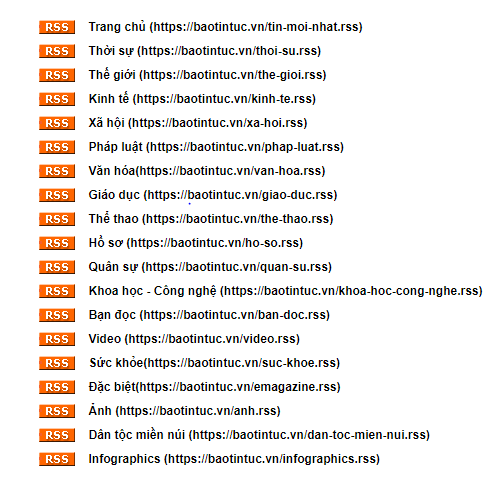 RSS Trang chủ (https://baotintuc.vn/tin-moi-nhat.rss)
RSS Thời sự (https://baotintuc.vn/thoi-su.rss)
RSS Thế giới (https://baotintuc.vn/the-gioi.rss)
RSS Kinh tế (https://baotintuc.vn/kinh-te.rss)
RSS Xã hội (https://baotintuc.vn/xa-hoi.rss)
RSS Pháp luật (https://baotintuc.vn/phap-luat.rss)
RSS Văn hóa(https://baotintuc.vn/van-hoa.rss)
RSS Giáo dục (https://baotintuc.vn/giao-duc.rss)
RSS Thể thao (https://baotintuc.vn/the-thao.rss)
RSS Hồ sơ (https://baotintuc.vn/ho-so.rss)
RSS Quân sự (https://baotintuc.vn/quan-su.rss)
RSS Khoa học - Công nghệ (https://baotintuc.vn/khoa-hoc-cong-nghe.rss)
RSS Bạn đọc (https://baotintuc.vn/ban-doc.rss)
RSS Video (https://baotintuc.vn/video.rss)
RSS Sức khỏe(https://baotintuc.vn/suc-khoe.rss)
RSS Đặc biệt(https://baotintuc.vn/emagazine.rss)
RSS Ảnh (https://baotintuc.vn/anh.rss)
RSS Dân tộc miền núi (https://baotintuc.vn/dan-toc-mien-nui.rss)
RSS Infographics (https://baotintuc.vn/infographics.rss)